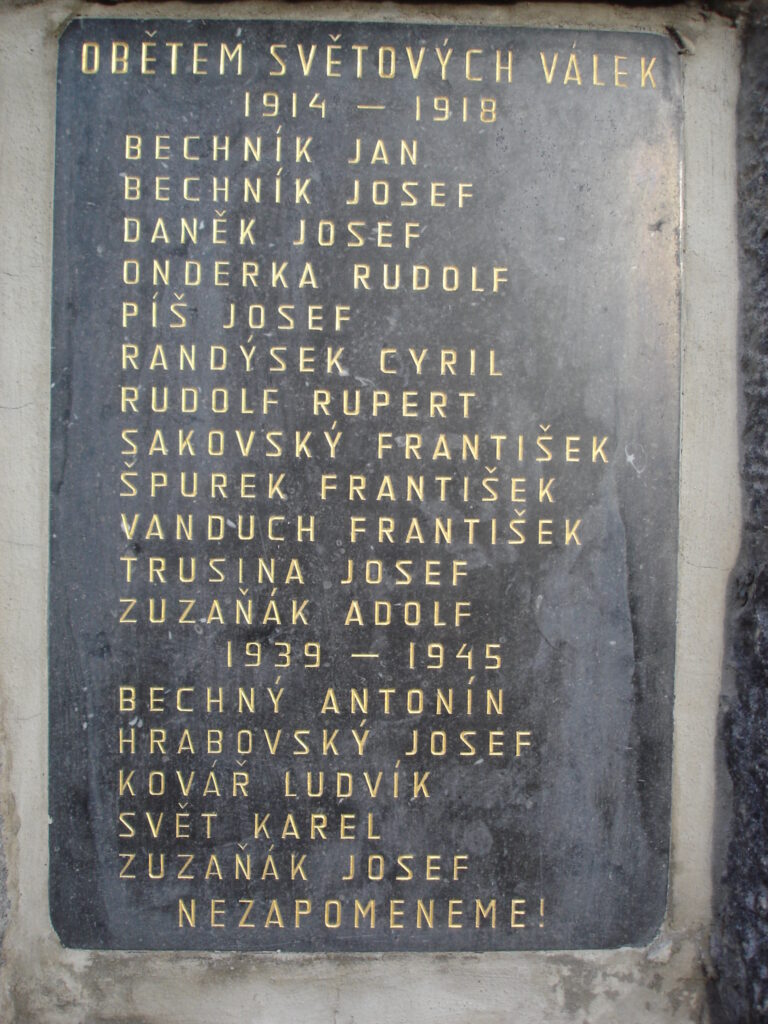 OBĚTEM SVĚTOVÝCH VÁLEK
1914 – 1918
BECHNÍK JAN
BECHNÍK JOSEF
DANĚK JOSEF
ONDERKA RUDOLF
PÍŠ JOSEF
RANDÝSEK CYRIL
RUDOLF RUPERT
SAKOVSKÝ FRANTIŠEK
ŠPUREK FRANTIŠEK
VANDUCH FRANTIŠEK
TRUSINA JOSEF
ZUZAŇÁK ADOLF
1939 – 1945
BECHNÝ ANTONÍN
HRABOVSKÝ JOSEF
KOVÁŘ LUDVÍK
SVĚT KAREL
ZUZAŇÁK JOSEF
NEZAPOMENEME!